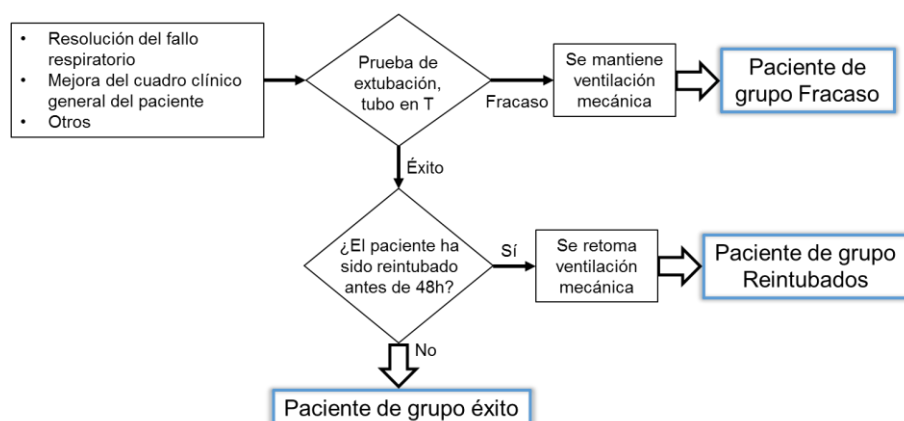 • Resolución del fallo
respiratorio
• Mejora del cuadro clínico
general del paciente
• Otros
Prueba de
extubación,
tubo en T
Fracaso
Se mantiene
ventilación
mecánica
Paciente de
grupo Fracaso
Éxito
¿El paciente ha
sido reintubado
antes de 48h?
Sí
Se retoma
ventilación
mecánica
Paciente de grupo
Reintubados
No
Paciente de grupo éxito